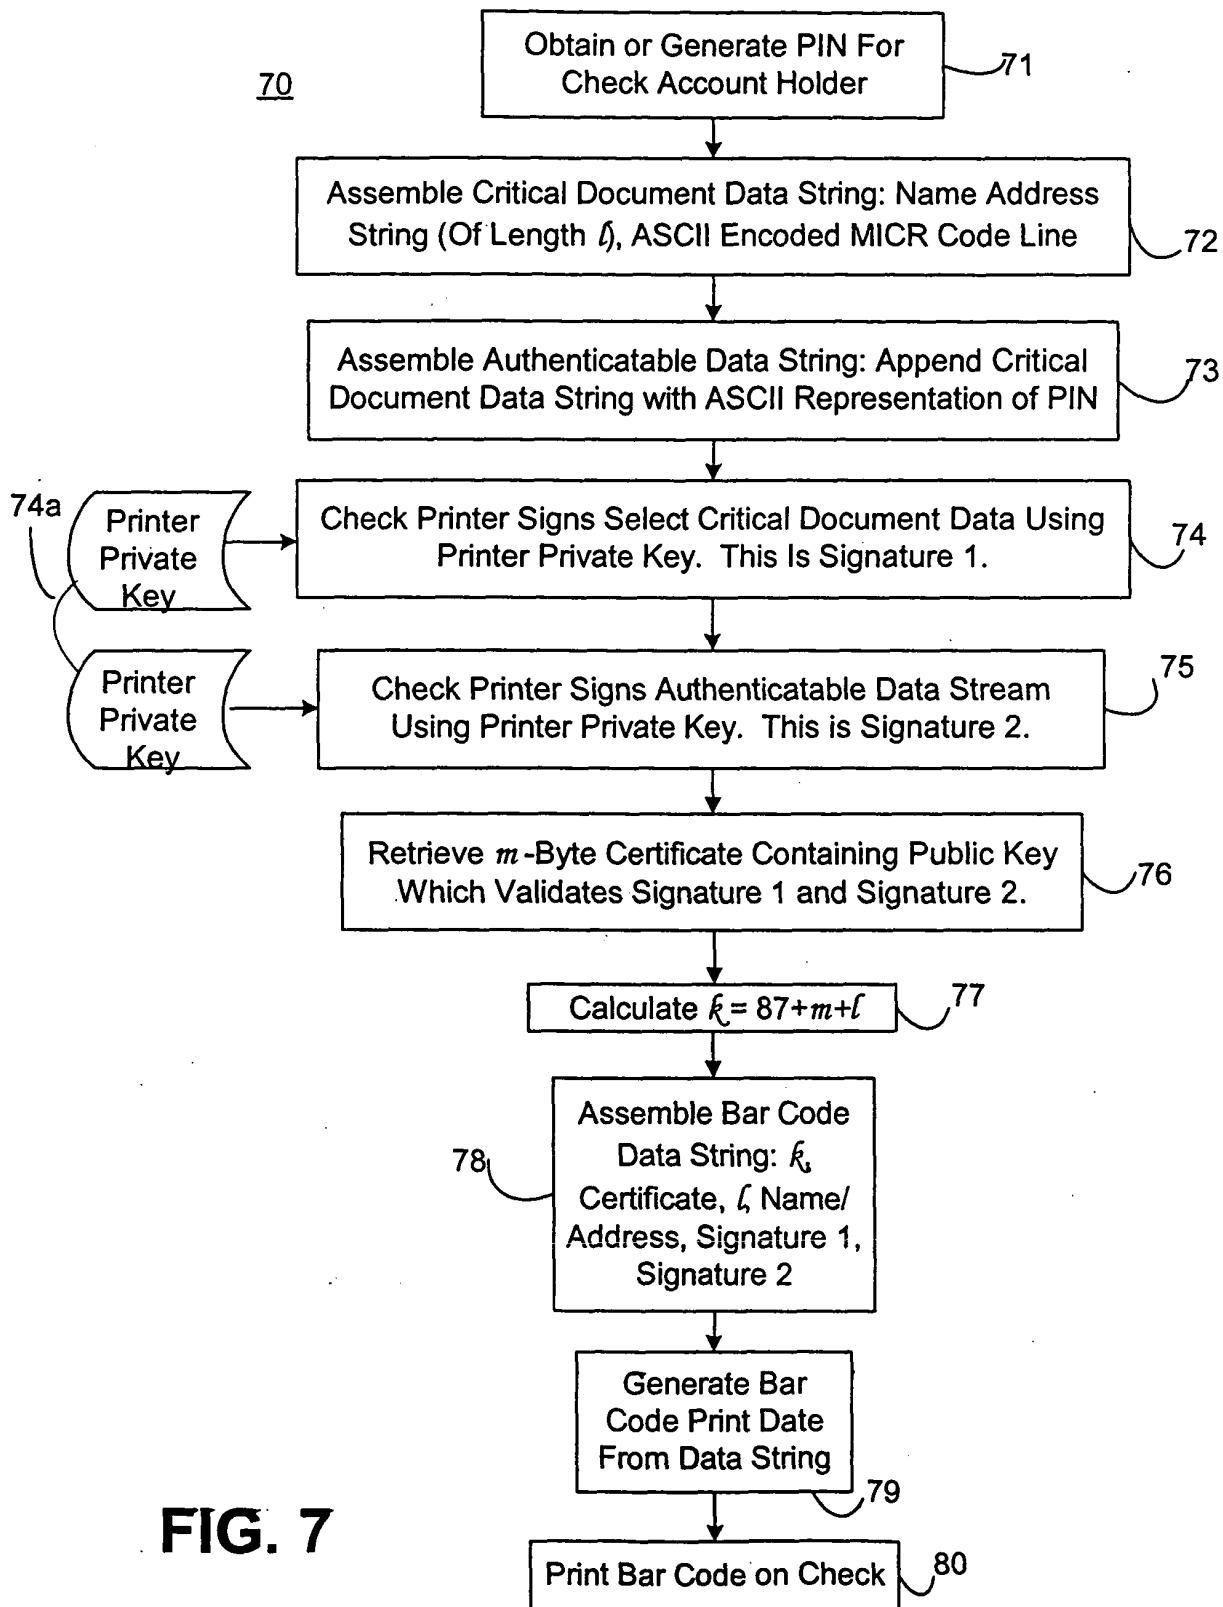 70
Obtain or Generate PIN For
Check Account Holder
71
Assemble Critical Document Data String: Name Address
String (Of Length l), ASCII Encoded MICR Code Line
72
Assemble Authenticatable Data String: Append Critical
Document Data String with ASCII Representation of PIN
73
74a
Printer
Private
Key
Check Printer Signs Select Critical Document Data Using
Printer Private Key. This Is Signature 1.
74
Printer
Private
Key
Check Printer Signs Authenticatable Data Stream
Using Printer Private Key. This is Signature 2.
75
Retrieve m-Byte Certificate Containing Public Key
Which Validates Signature 1 and Signature 2.
76
Calculate k = 87+m+l
77
Assemble Bar Code
Data String: k,
Certificate, l, Name/
Address, Signature 1,
Signature 2
78
Generate Bar
Code Print Date
From Data String
79
Print Bar Code on Check
80
FIG. 7